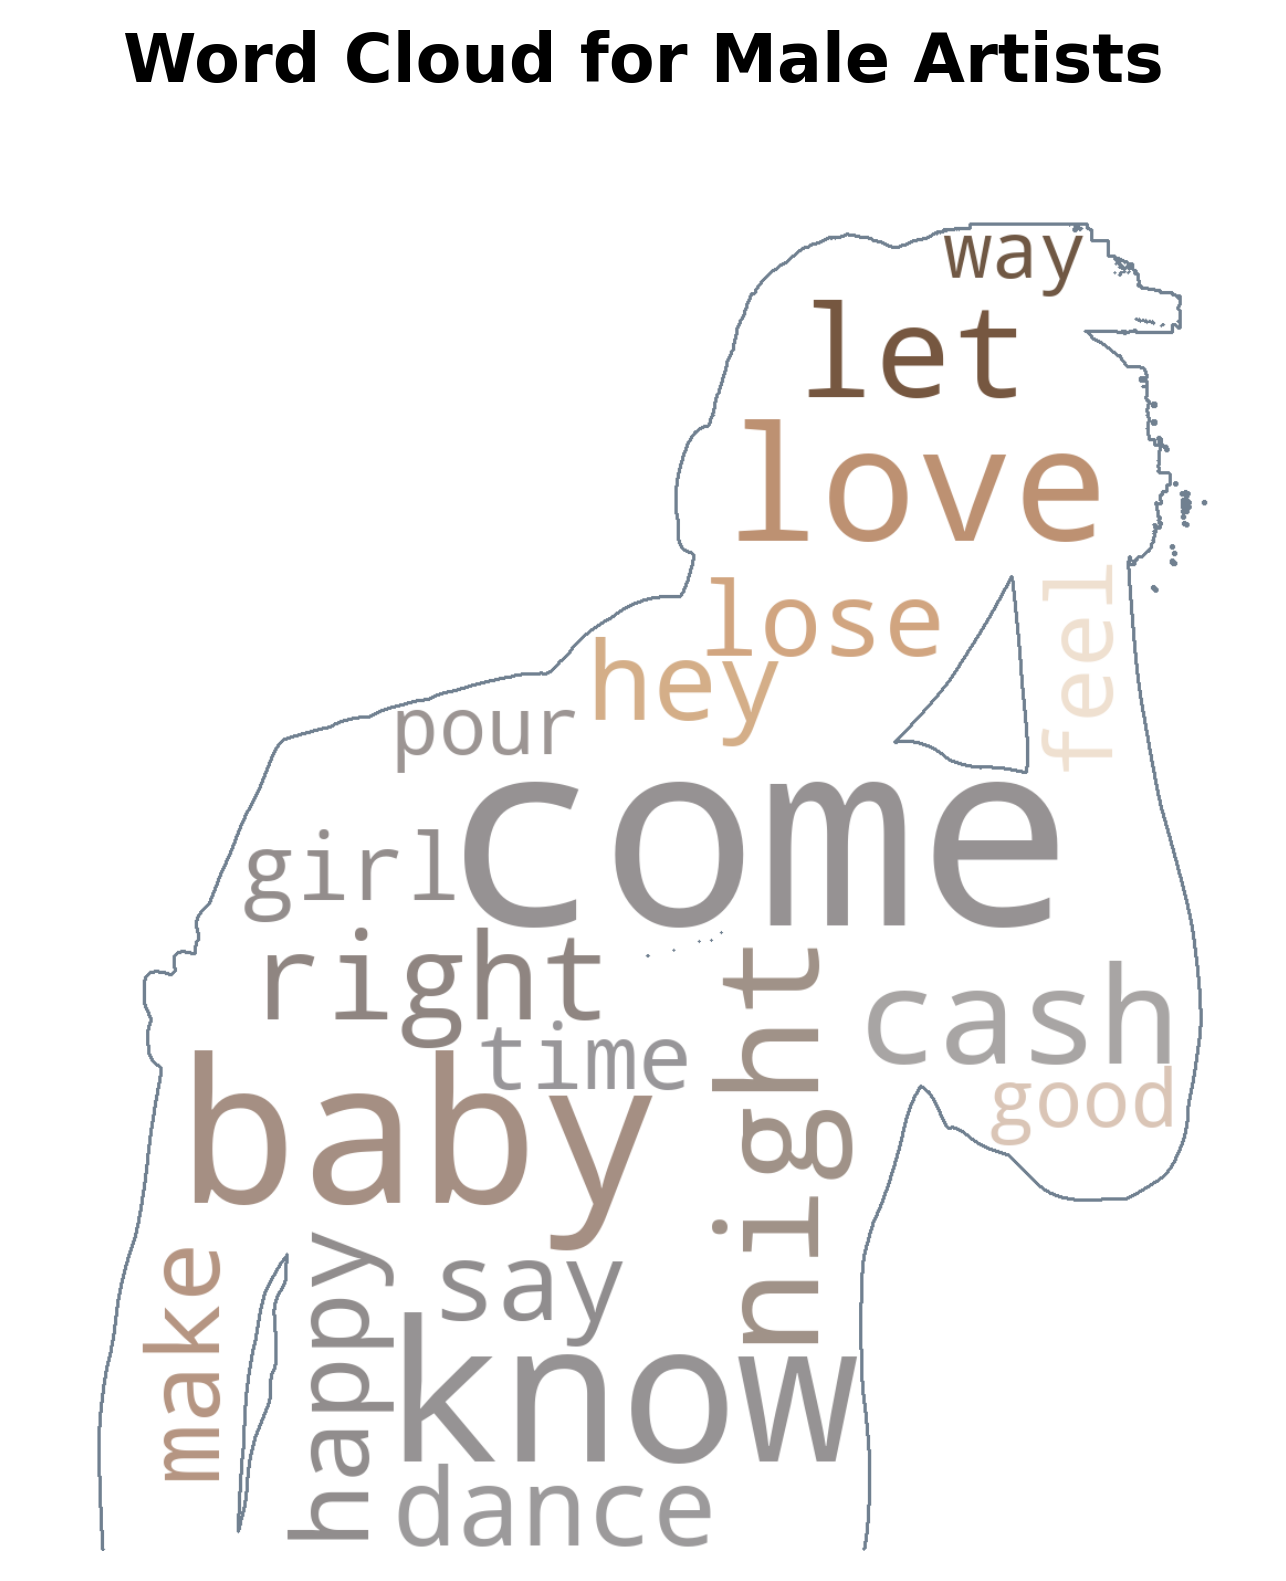 Word Cloud for Male Artists
way
let
love
lose
feel
hey
pour
come
girl
right
night
cash
time
good
baby
make
happy
say
know
dance